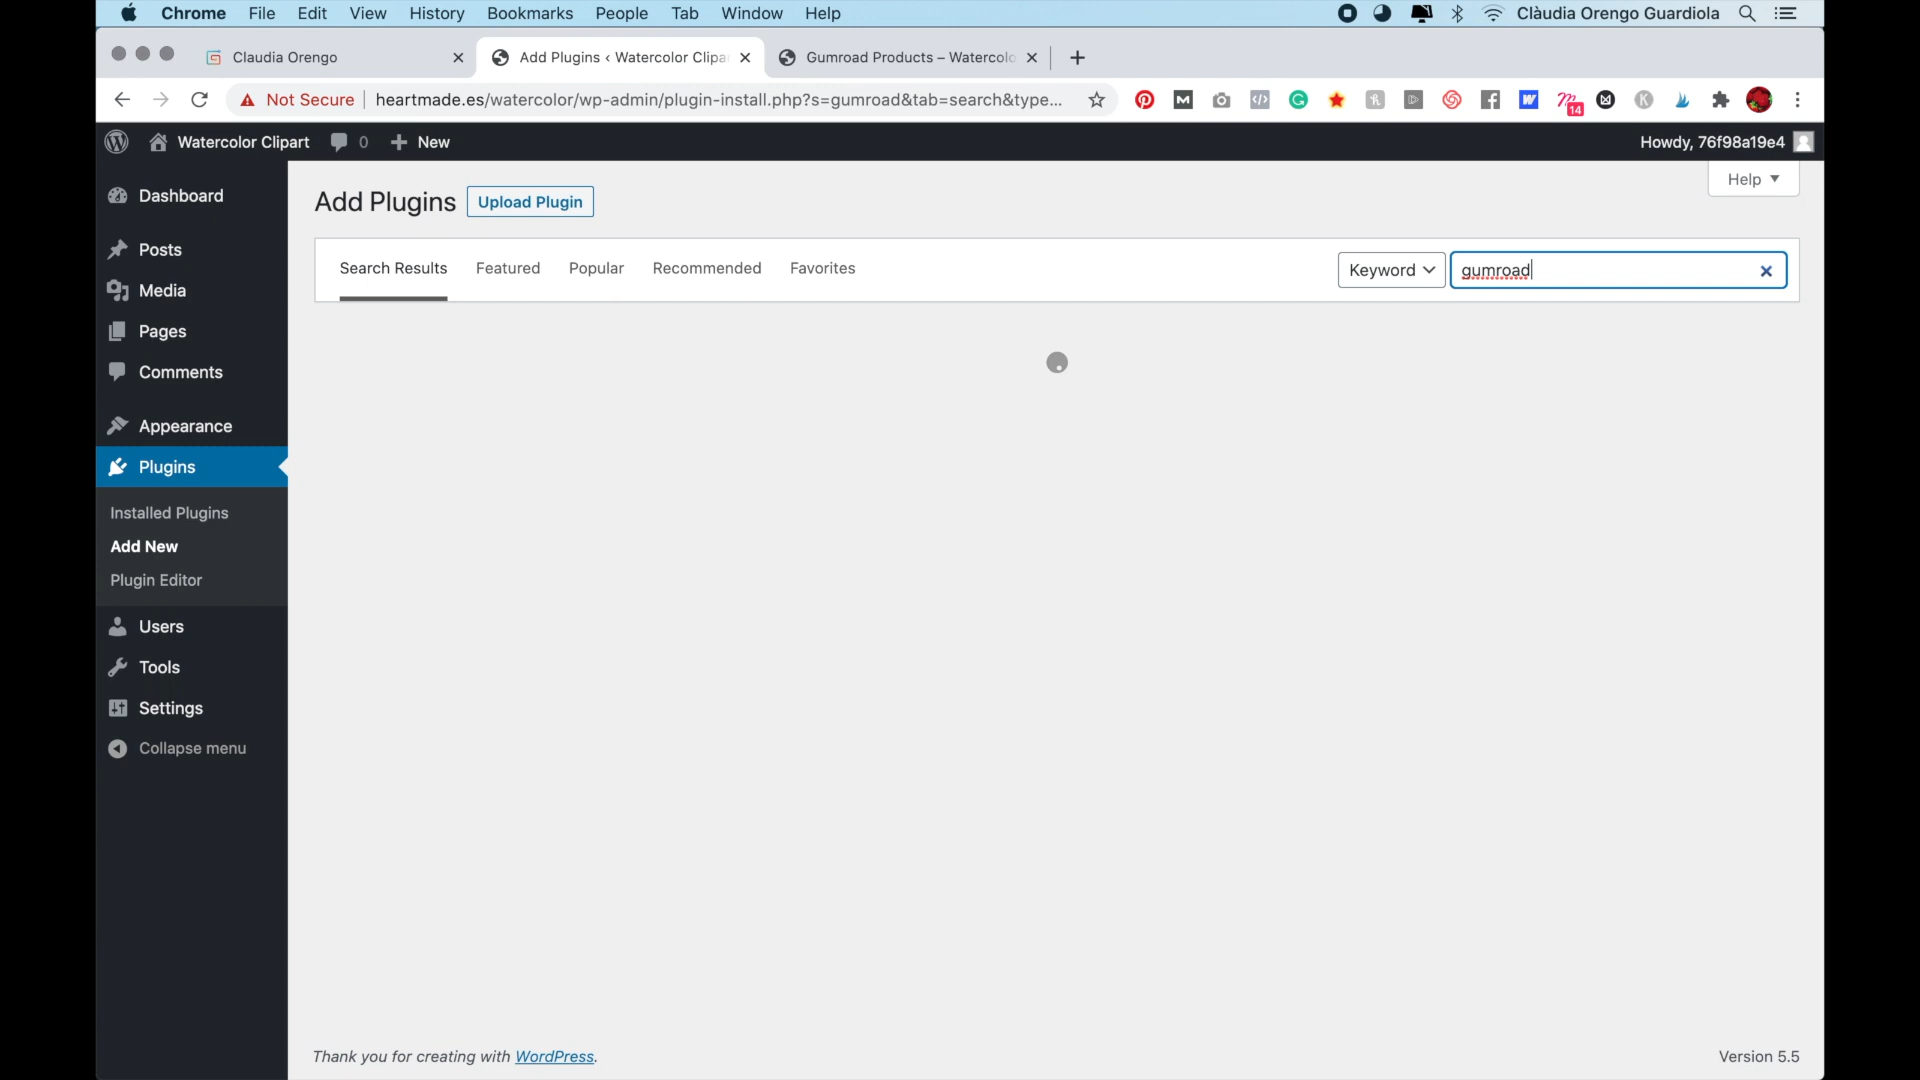 Chrome File Edit View History Bookmarks People Tab Window Help Clàudia Orengo Guardiola
Claudia Orengo Add Plugins ‹ Watercolor Clipa Gumroad Products – Watercolo
Not Secure heartmade.es/watercolor/wp-admin/plugin-install.php?s=gumroad&tab=search&type... 14
Watercolor Clipart 0 New Howdy, 76f98a19e4
Help
Dashboard
Posts
Media
Pages
Comments
Appearance
Plugins
Installed Plugins
Add New
Plugin Editor
Users
Tools
Settings
Collapse menu
Add Plugins Upload Plugin
Search Results Featured Popular Recommended Favorites Keyword gumroad
Thank you for creating with WordPress. Version 5.5